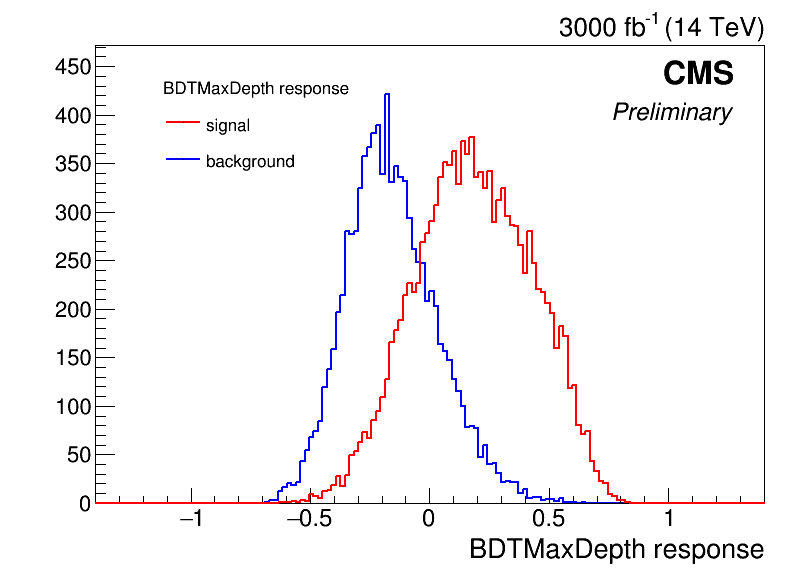 3000 fb-1 (14 TeV)
CMS
Preliminary
BDTMaxDepth response
signal
background
450
400
350
300
250
200
150
100
50
0
−1 −0.5 0 0.5 1
BDTMaxDepth response